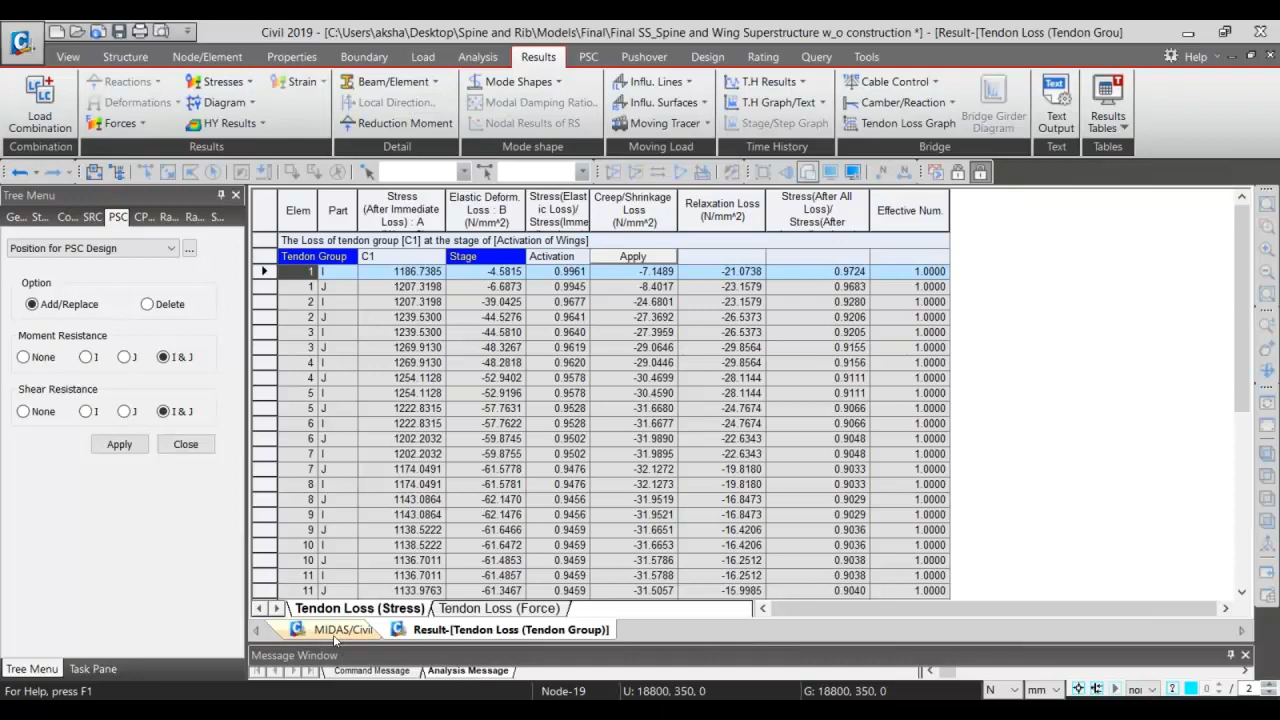 Civil 2019 - [C:\Users\aksha\Desktop\Spine and Rib\Models\Final\Final SS_Spine and Wing Superstructure w_o construction *] - [Result-[Tendon Loss (Tendon Grou]
View Structure Node/Element Properties Boundary Load Analysis Results PSC Pushover Design Rating Query Tools Help
Reactions Stresses Strain Beam/Element Mode Shapes Influ. Lines T.H Results Cable Control
Deformations Diagram Local Direction.. Modal Damping Ratio.. Influ. Surfaces T.H Graph/Text Camber/Reaction
Forces HY Results Reduction Moment Nodal Results of RS Moving Tracer Stage/Step Graph Tendon Loss Graph
Load Combination
Bridge Girder Diagram
Text Output
Results Tables
Combination Results Detail Mode shape Moving Load Time History Bridge Text Tables
Tree Menu
Ge... St... Co... SRC PSC CP... Ra... Ra... S...
Position for PSC Design ...
Option
Add/Replace Delete
Moment Resistance
None I J I & J
Shear Resistance
None I J I & J
Apply Close
Elem Part Stress (After Immediate Loss) : A Elastic Deform. Loss : B (N/mm^2) Stress(Elast ic Loss)/ Stress(Imme Creep/Shrinkage Loss (N/mm^2) Relaxation Loss (N/mm^2) Stress(After All Loss)/ Stress(After Effective Num.
The Loss of tendon group [C1] at the stage of [Activation of Wings]
Tendon Group C1 Stage Activation Apply
1 I 1186.7385 -4.5815 0.9961 -7.1489 -21.0738 0.9724 1.0000
1 J 1207.3198 -6.6873 0.9945 -8.4017 -23.1579 0.9683 1.0000
2 I 1207.3198 -39.0425 0.9677 -24.6801 -23.1579 0.9280 1.0000
2 J 1239.5300 -44.5276 0.9641 -27.3692 -26.5373 0.9206 1.0000
3 I 1239.5300 -44.5810 0.9640 -27.3959 -26.5373 0.9205 1.0000
3 J 1269.9130 -48.3267 0.9619 -29.0646 -29.8564 0.9155 1.0000
4 I 1269.9130 -48.2818 0.9620 -29.0446 -29.8564 0.9156 1.0000
4 J 1254.1128 -52.9402 0.9578 -30.4699 -28.1144 0.9111 1.0000
5 I 1254.1128 -52.9196 0.9578 -30.4590 -28.1144 0.9111 1.0000
5 J 1222.8315 -57.7631 0.9528 -31.6680 -24.7674 0.9066 1.0000
6 I 1222.8315 -57.7622 0.9528 -31.6677 -24.7674 0.9066 1.0000
6 J 1202.2032 -59.8745 0.9502 -31.9890 -22.6343 0.9048 1.0000
7 I 1202.2032 -59.8755 0.9502 -31.9895 -22.6343 0.9048 1.0000
7 J 1174.0491 -61.5778 0.9476 -32.1272 -19.8180 0.9033 1.0000
8 I 1174.0491 -61.5781 0.9476 -32.1273 -19.8180 0.9033 1.0000
8 J 1143.0864 -62.1470 0.9456 -31.9519 -16.8473 0.9029 1.0000
9 I 1143.0864 -62.1476 0.9456 -31.9521 -16.8473 0.9029 1.0000
9 J 1138.5222 -61.6466 0.9459 -31.6651 -16.4206 0.9036 1.0000
10 I 1138.5222 -61.6472 0.9459 -31.6653 -16.4206 0.9036 1.0000
10 J 1136.7011 -61.4853 0.9459 -31.5786 -16.2512 0.9038 1.0000
11 I 1136.7011 -61.4857 0.9459 -31.5788 -16.2512 0.9038 1.0000
11 J 1133.9763 -61.3467 0.9459 -31.5057 -15.9985 0.9040 1.0000
Tendon Loss (Stress) Tendon Loss (Force)
MIDAS/Civil Result-[Tendon Loss (Tendon Group)]
Message Window
Tree Menu Task Pane Command Message Analysis Message
For Help, press F1 Node-19 U: 18800, 350, 0 G: 18800, 350, 0 N mm nor 0 / 2